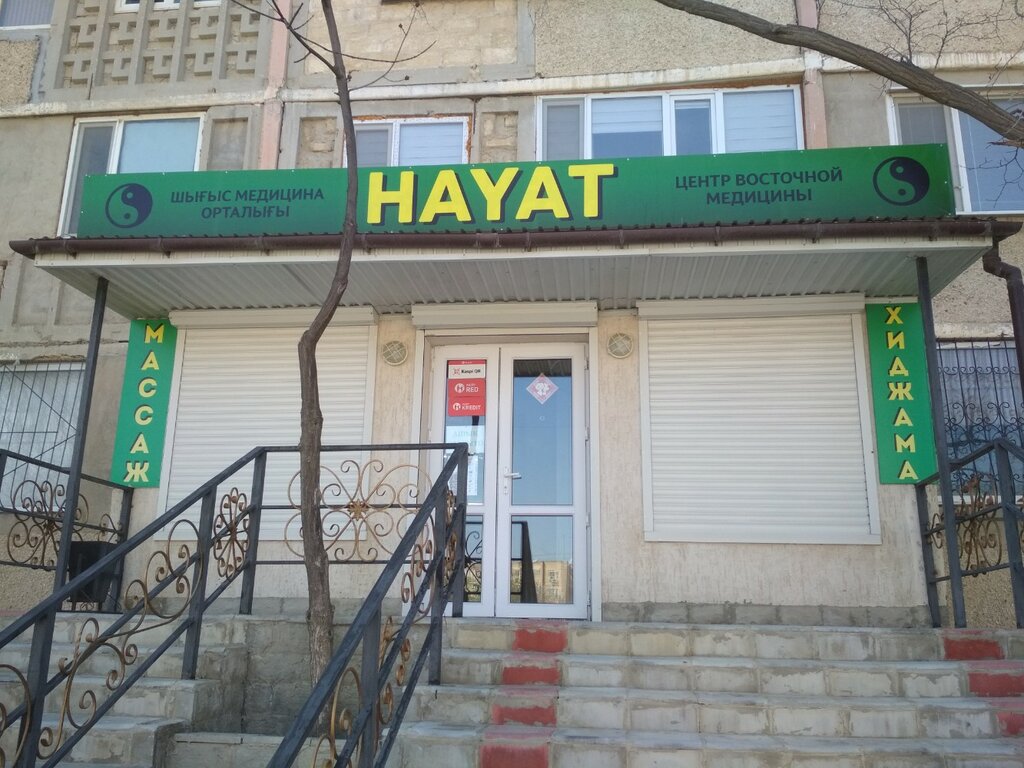 ШЫҒЫС МЕДИЦИНА
ОРТАЛЫҒЫ
HAYAT
ЦЕНТР ВОСТОЧНОЙ
МЕДИЦИНЫ
МАССАЖ
Kaspi QR
RED
KREDIT
ХИДЖАМА